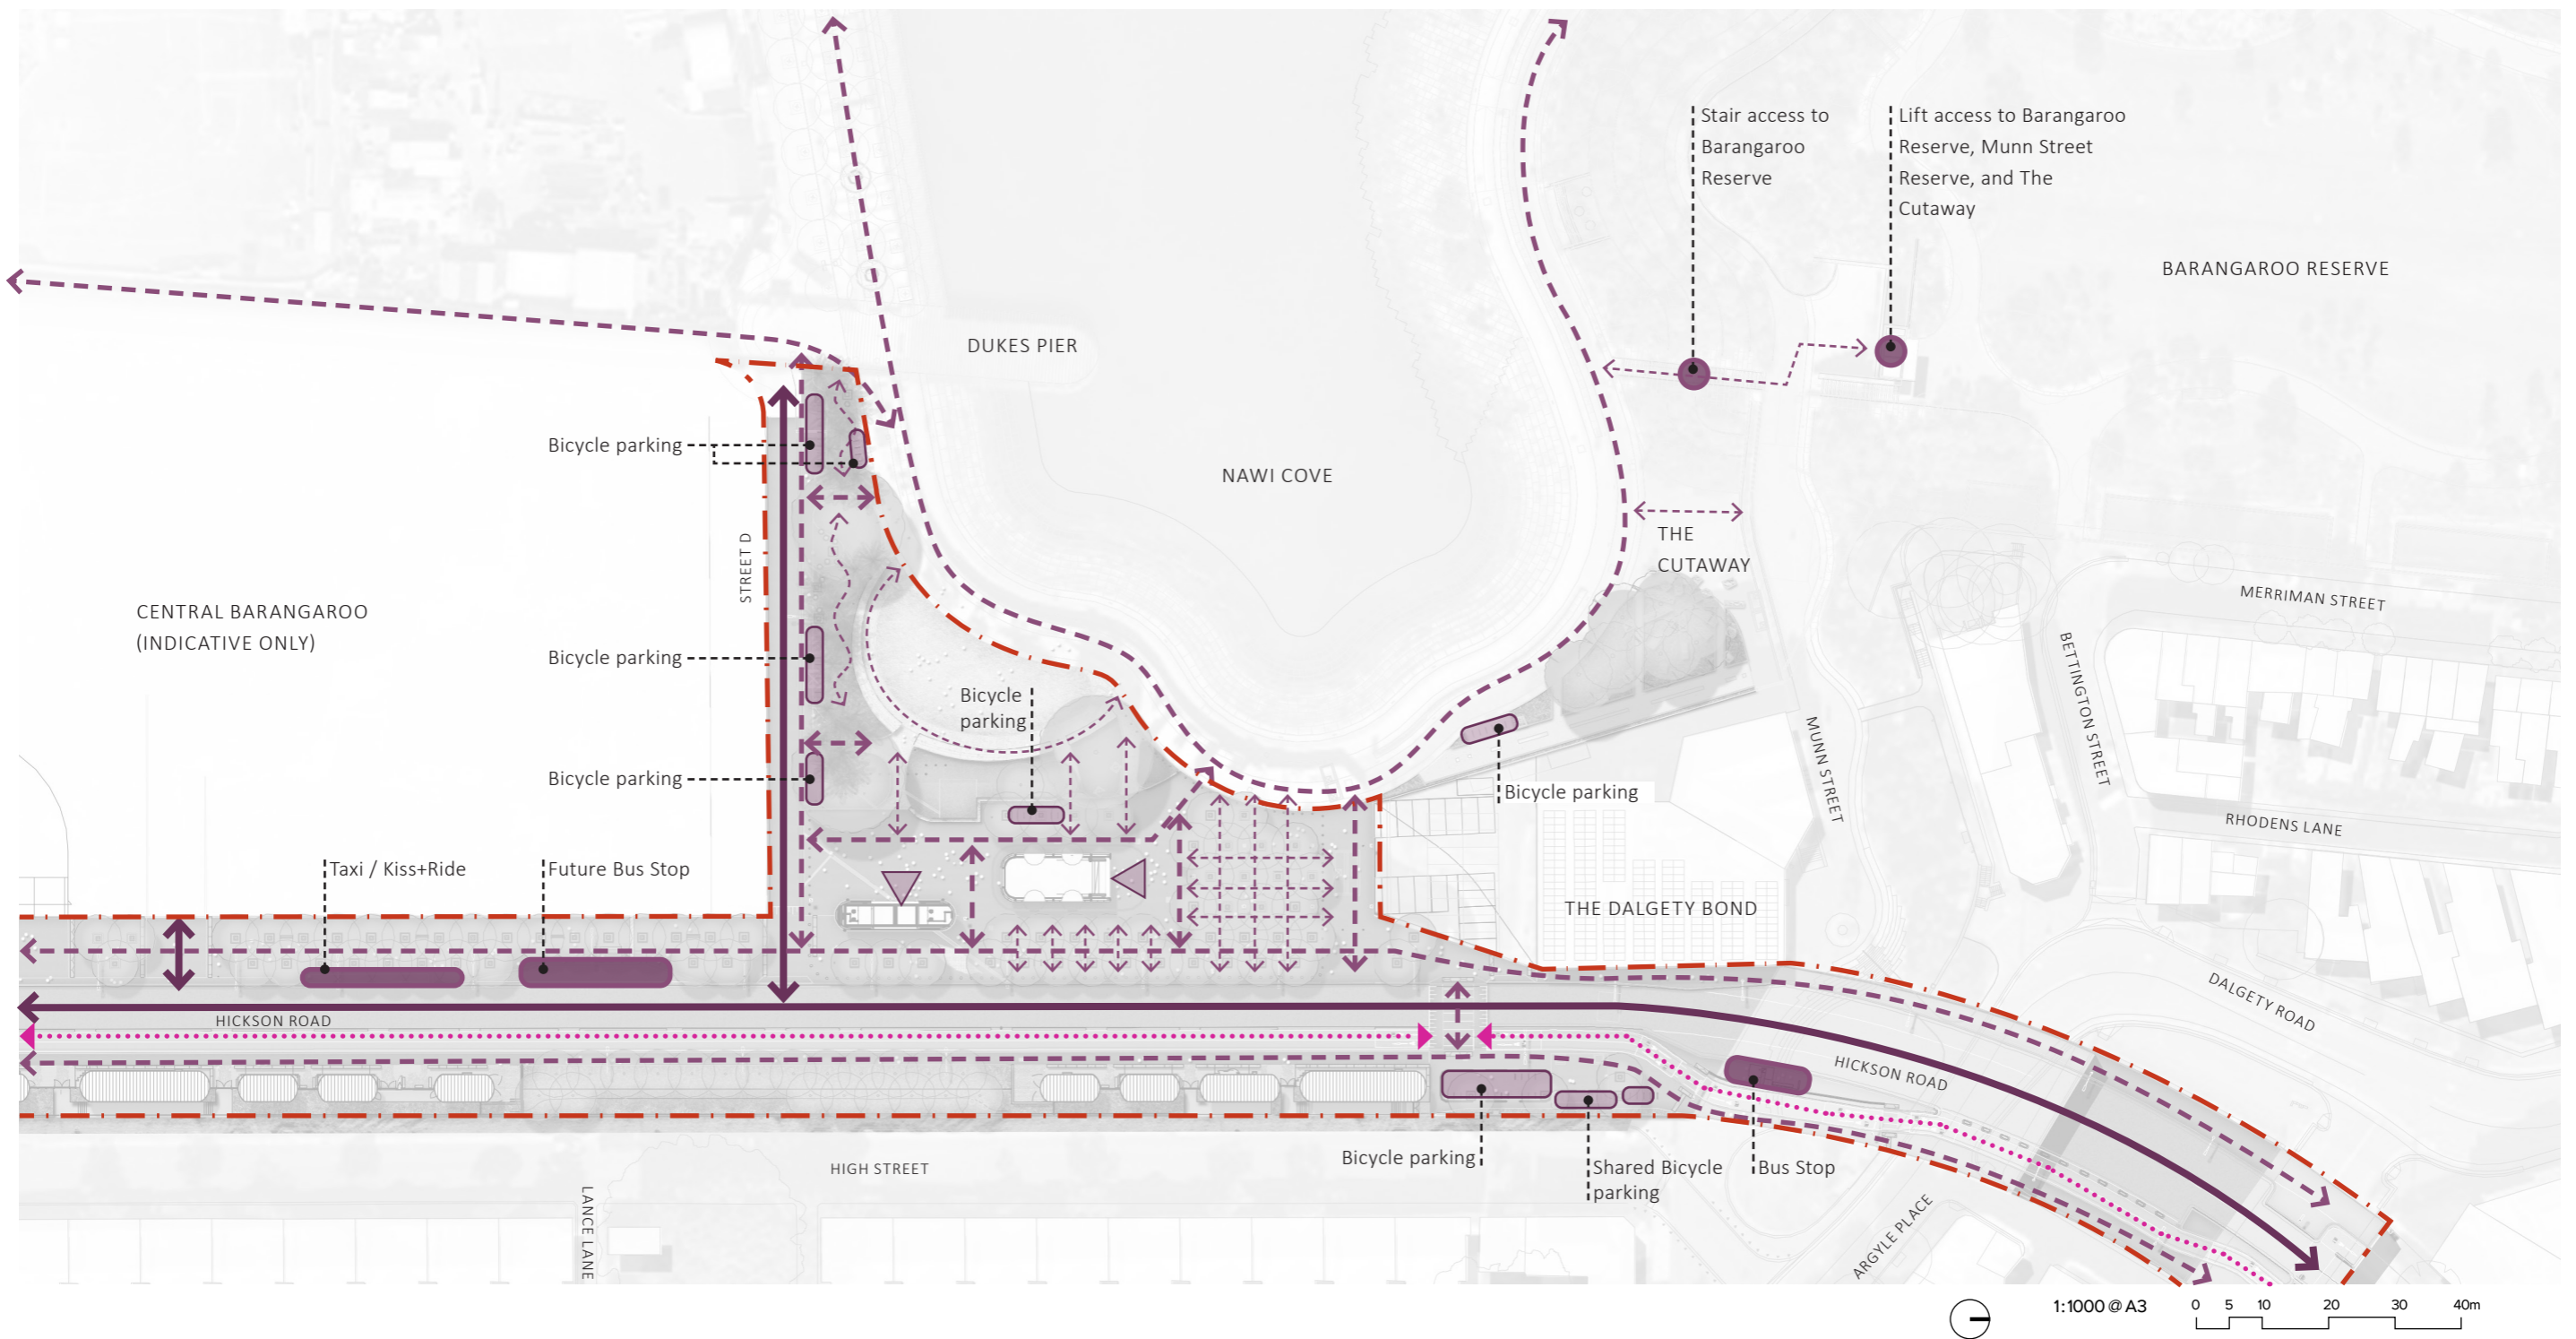 Stair access to
Barangaroo
Reserve
Lift access to Barangaroo
Reserve, Munn Street
Reserve, and The
Cutaway
BARANGAROO RESERVE
DUKES PIER
Bicycle parking
NAWI COVE
THE
CUTAWAY
STREET D
CENTRAL BARANGAROO
(INDICATIVE ONLY)
MERRIMAN STREET
BETTINGTON STREET
Bicycle parking
Bicycle
parking
MUNN STREET
Bicycle parking
Bicycle parking
RHODENS LANE
Taxi / Kiss+Ride
Future Bus Stop
THE DALGETY BOND
DALGETY ROAD
HICKSON ROAD
HICKSON ROAD
Bicycle parking
Shared Bicycle
parking
Bus Stop
HIGH STREET
LANCE LANE
ARGYLE PLACE
1:1000 @ A3
0 5 10 20 30 40m